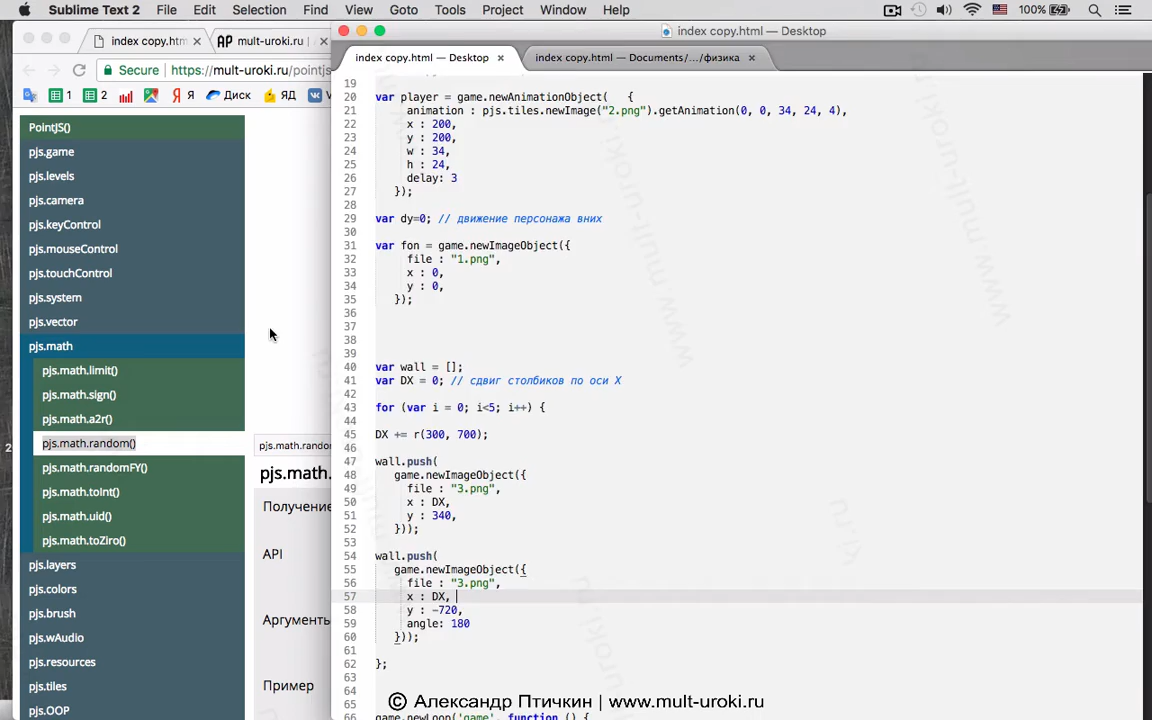 Sublime Text 2 File Edit Selection Find View Goto Tools Project Window Help 100%
index copy.htm × mult-uroki.ru | ×
index copy.html — Desktop
index copy.html — Desktop × index copy.html — Documents/.../физика ×
Secure https://mult-uroki.ru/pointjs
1 2 Я Диск ЯД V
PointJS()
pjs.game
pjs.levels
pjs.camera
pjs.keyControl
pjs.mouseControl
pjs.touchControl
pjs.system
pjs.vector
pjs.math
pjs.math.limit()
pjs.math.sign()
pjs.math.a2r()
pjs.math.random()
pjs.math.randomFY()
pjs.math.toInt()
pjs.math.uid()
pjs.math.toZiro()
pjs.layers
pjs.colors
pjs.brush
pjs.wAudio
pjs.resources
pjs.tiles
pjs.OOP
pjs.math.rando
pjs.math.
Получение
API
Аргументы
Пример
19
20 var player = game.newAnimationObject( {
21 animation : pjs.tiles.newImage("2.png").getAnimation(0, 0, 34, 24, 4),
22 x : 200,
23 y : 200,
24 w : 34,
25 h : 24,
26 delay: 3
27 });
28
29 var dy=0; // движение персонажа вних
30
31 var fon = game.newImageObject({
32 file : "1.png",
33 x : 0,
34 y : 0,
35 });
36
37
38
39
40 var wall = [];
41 var DX = 0; // сдвиг столбиков по оси X
42
43 for (var i = 0; i<5; i++) {
44
45 DX += r(300, 700);
46
47 wall.push(
48 game.newImageObject({
49 file : "3.png",
50 x : DX,
51 y : 340,
52 }));
53
54 wall.push(
55 game.newImageObject({
56 file : "3.png",
57 x : DX,
58 y : -720,
59 angle: 180
60 }));
61
62 };
63
64
65
66 game.newLoop('game', function () {
© Александр Птичкин | www.mult-uroki.ru